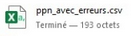 ppn_avec_erreurs.csv
Terminé — 193 octets